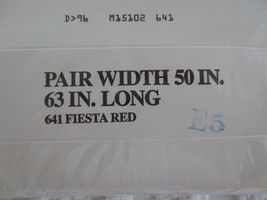 D>96 M15102 641
PAIR WIDTH 50 IN.
63 IN. LONG
641 FIESTA RED
E5